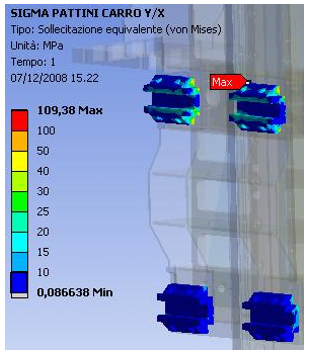 SIGMA PATTINI CARRO Y/X
Tipo: Sollecitazione equivalente (von Mises)
Unità: MPa
Tempo: 1
07/12/2008 15.22
Max
109,38 Max
100
50
40
30
25
20
15
10
0,086638 Min